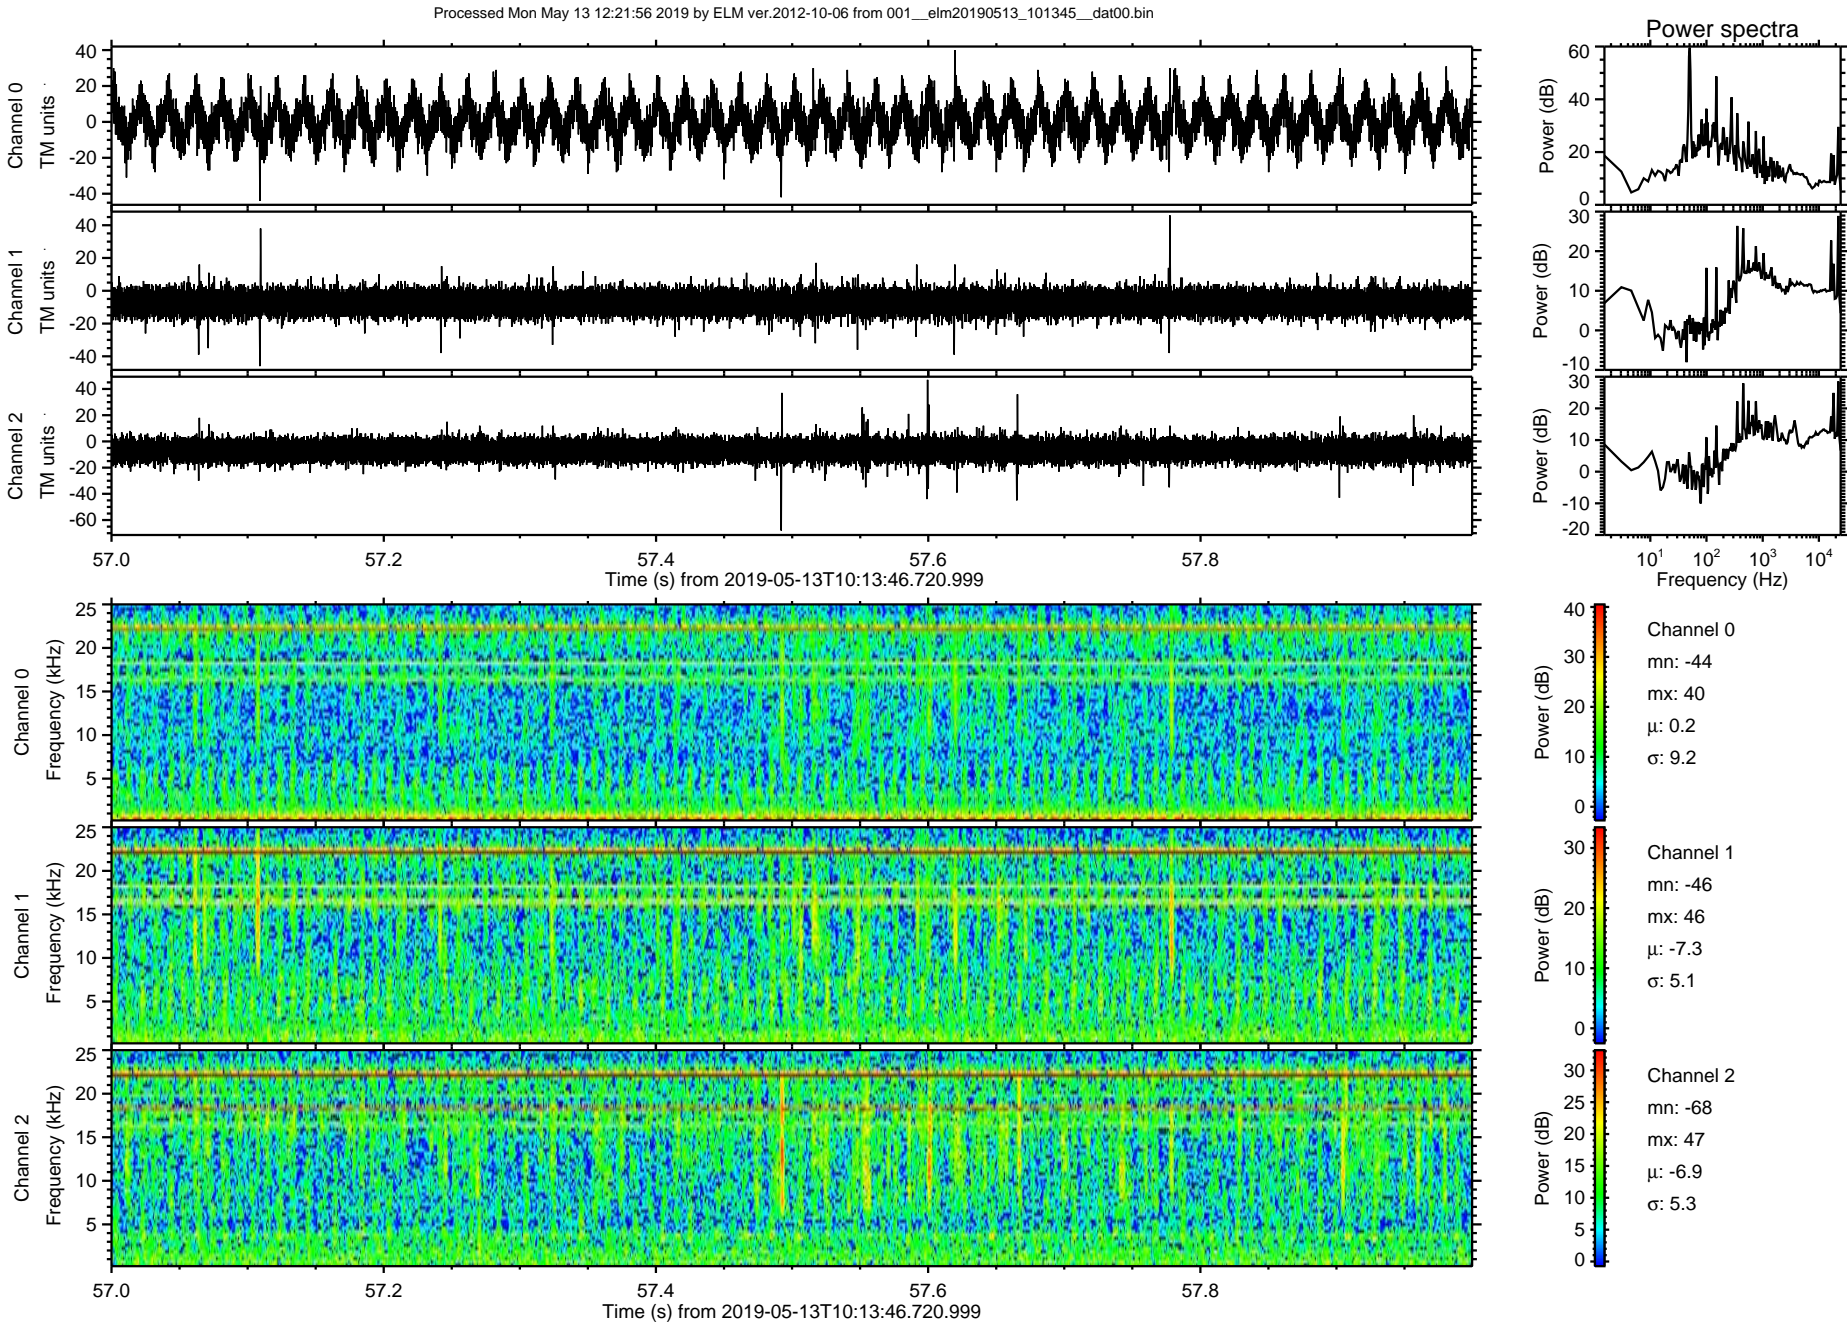 Processed Mon May 13 12:21:56 2019 by ELM ver.2012-10-06 from 001__elm20190513_101345__dat00.bin
Power spectra
Channel 0
TM units
40
20
0
-20
-40
Power (dB)
60
40
20
0
Channel 1
TM units
40
20
0
-20
-40
Power (dB)
30
20
10
0
-10
Channel 2
TM units
40
20
0
-20
-40
-60
Power (dB)
30
20
10
0
-10
-20
57.0 57.2 57.4 57.6 57.8
Time (s) from 2019-05-13T10:13:46.720.999
10¹ 10² 10³ 10⁴
Frequency (Hz)
Channel 0
Frequency (kHz)
25
20
15
10
5
Power (dB)
40
30
20
10
0
Channel 0
mn: -44
mx: 40
μ: 0.2
σ: 9.2
Channel 1
Frequency (kHz)
25
20
15
10
5
Power (dB)
30
20
10
0
Channel 1
mn: -46
mx: 46
μ: -7.3
σ: 5.1
Channel 2
Frequency (kHz)
25
20
15
10
5
Power (dB)
30
25
20
15
10
5
0
Channel 2
mn: -68
mx: 47
μ: -6.9
σ: 5.3
57.0 57.2 57.4 57.6 57.8
Time (s) from 2019-05-13T10:13:46.720.999